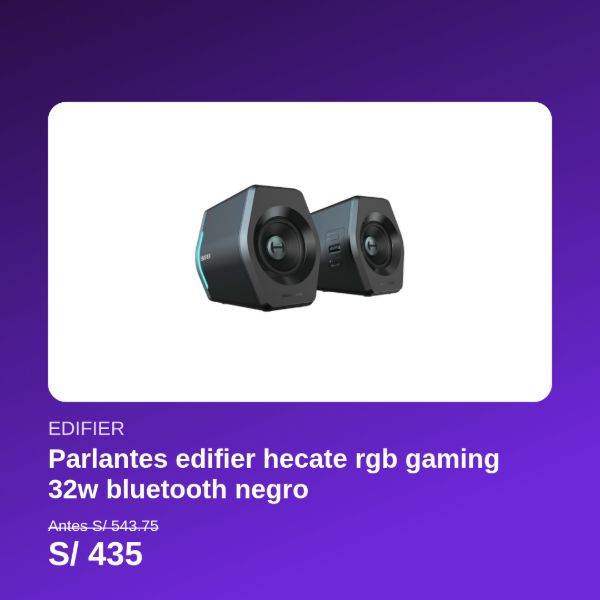 EDIFIER
Parlantes edifier hecate rgb gaming
32w bluetooth negro
Antes S/ 543.75
S/ 435